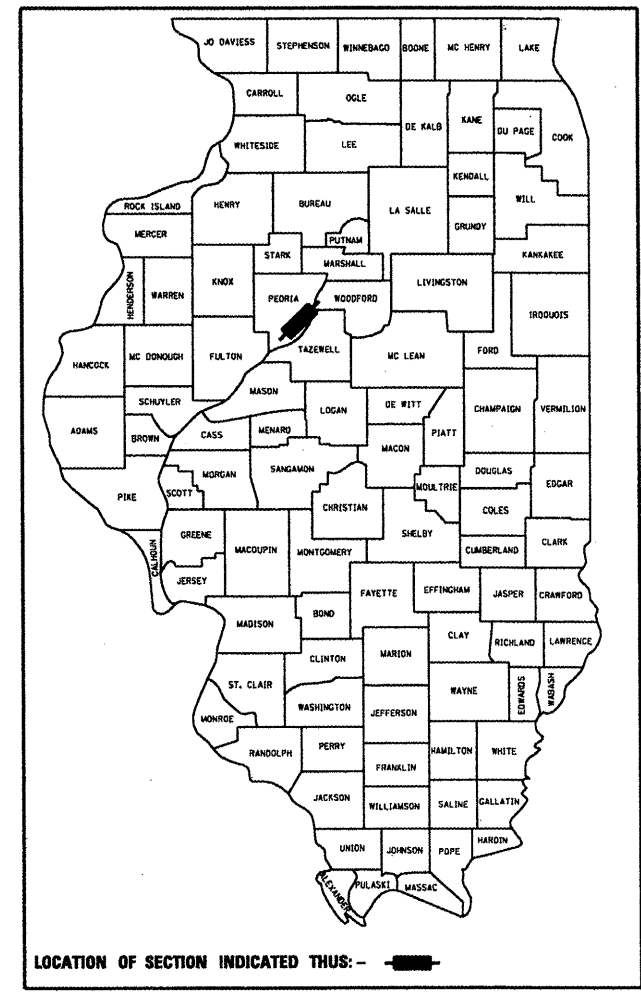 JO DAVIESS STEPHENSON WINNEBAGO BOONE MC HENRY LAKE
CARROLL OGLE DE KALB KANE DU PAGE COOK
WHITESIDE LEE
KENDALL WILL
ROCK ISLAND HENRY BUREAU LA SALLE GRUNDY
MERCER PUTNAM
STARK MARSHALL KANKAKEE
HENDERSON WARREN KNOX PEORIA WOODFORD LIVINGSTON IROQUOIS
HANCOCK MC DONOUGH FULTON TAZEWELL MC LEAN FORD
SCHUYLER MASON LOGAN DE WITT CHAMPAIGN VERMILION
ADAMS BROWN CASS MENARD MACON PIATT
PIKE SCOTT MORGAN SANGAMON CHRISTIAN MOULTRIE DOUGLAS EDGAR
COLES
CALHOUN GREENE MACOUPIN MONTGOMERY SHELBY CUMBERLAND CLARK
JERSEY FAYETTE EFFINGHAM JASPER CRAWFORD
MADISON BOND
CLINTON MARION CLAY RICHLAND LAWRENCE
ST. CLAIR WAYNE EDWARDS WABASH
MONROE WASHINGTON JEFFERSON
RANDOLPH PERRY HAMILTON WHITE
FRANKLIN
JACKSON WILLIAMSON SALINE GALLATIN
UNION JOHNSON POPE HARDIN
ALEXANDER PULASKI MASSAC
LOCATION OF SECTION INDICATED THUS:-